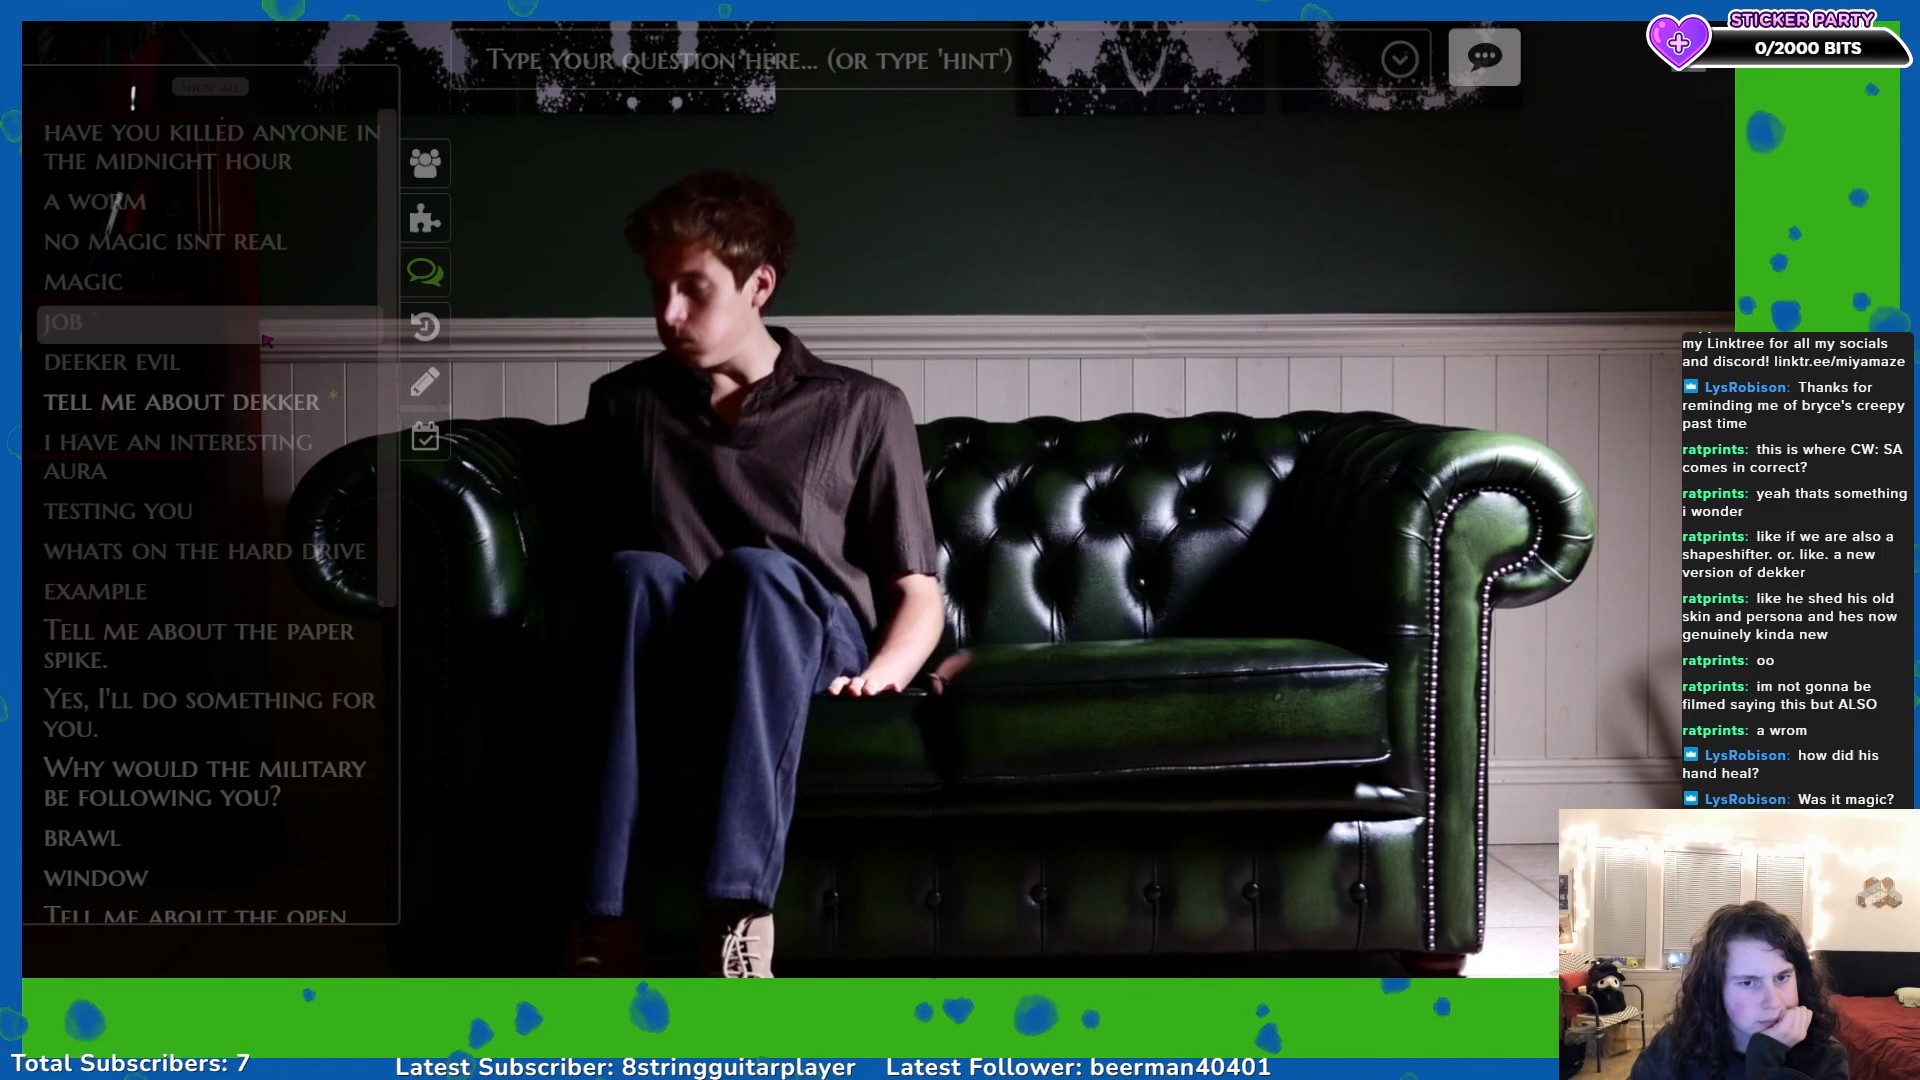 STICKER PARTY
0/2000 BITS
TYPE YOUR QUESTION HERE... (OR TYPE 'HINT')
SHOW ALL
HAVE YOU KILLED ANYONE IN
THE MIDNIGHT HOUR
A WORM
NO MAGIC ISNT REAL
MAGIC
JOB *
DEEKER EVIL
TELL ME ABOUT DEKKER *
I HAVE AN INTERESTING
AURA
TESTING YOU
WHATS ON THE HARD DRIVE
EXAMPLE
TELL ME ABOUT THE PAPER
SPIKE.
YES, I'LL DO SOMETHING FOR
YOU.
WHY WOULD THE MILITARY
BE FOLLOWING YOU?
BRAWL
WINDOW
TELL ME ABOUT THE OPEN
my Linktree for all my socials
and discord! linktr.ee/miyamaze
LysRobison: Thanks for
reminding me of bryce's creepy
past time
ratprints: this is where CW: SA
comes in correct?
ratprints: yeah thats something
i wonder
ratprints: like if we are also a
shapeshifter. or. like. a new
version of dekker
ratprints: like he shed his old
skin and persona and hes now
genuinely kinda new
ratprints: oo
ratprints: im not gonna be
filmed saying this but ALSO
ratprints: a wrom
LysRobison: how did his
hand heal?
LysRobison: Was it magic?
Total Subscribers: 7
Latest Subscriber: 8stringguitarplayer
Latest Follower: beerman40401